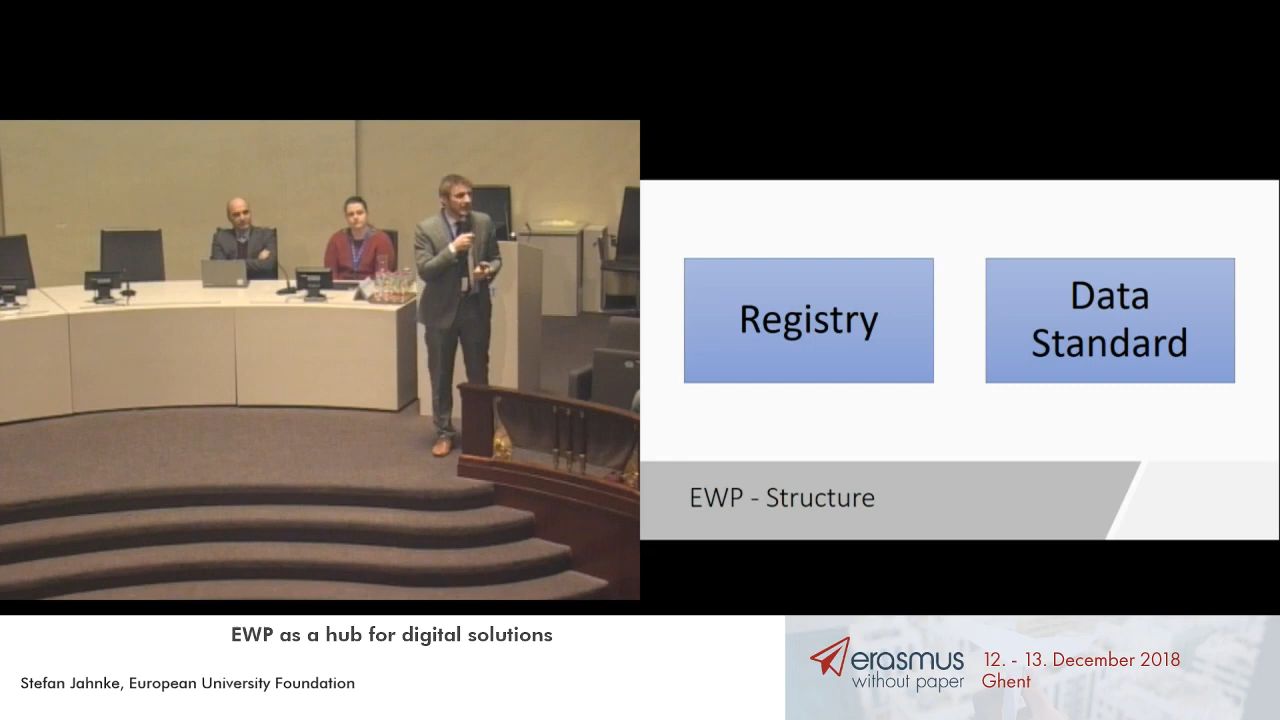 Registry
Data
Standard
EWP - Structure
EWP as a hub for digital solutions
Stefan Jahnke, European University Foundation
erasmus
without paper
12. - 13. December 2018
Ghent